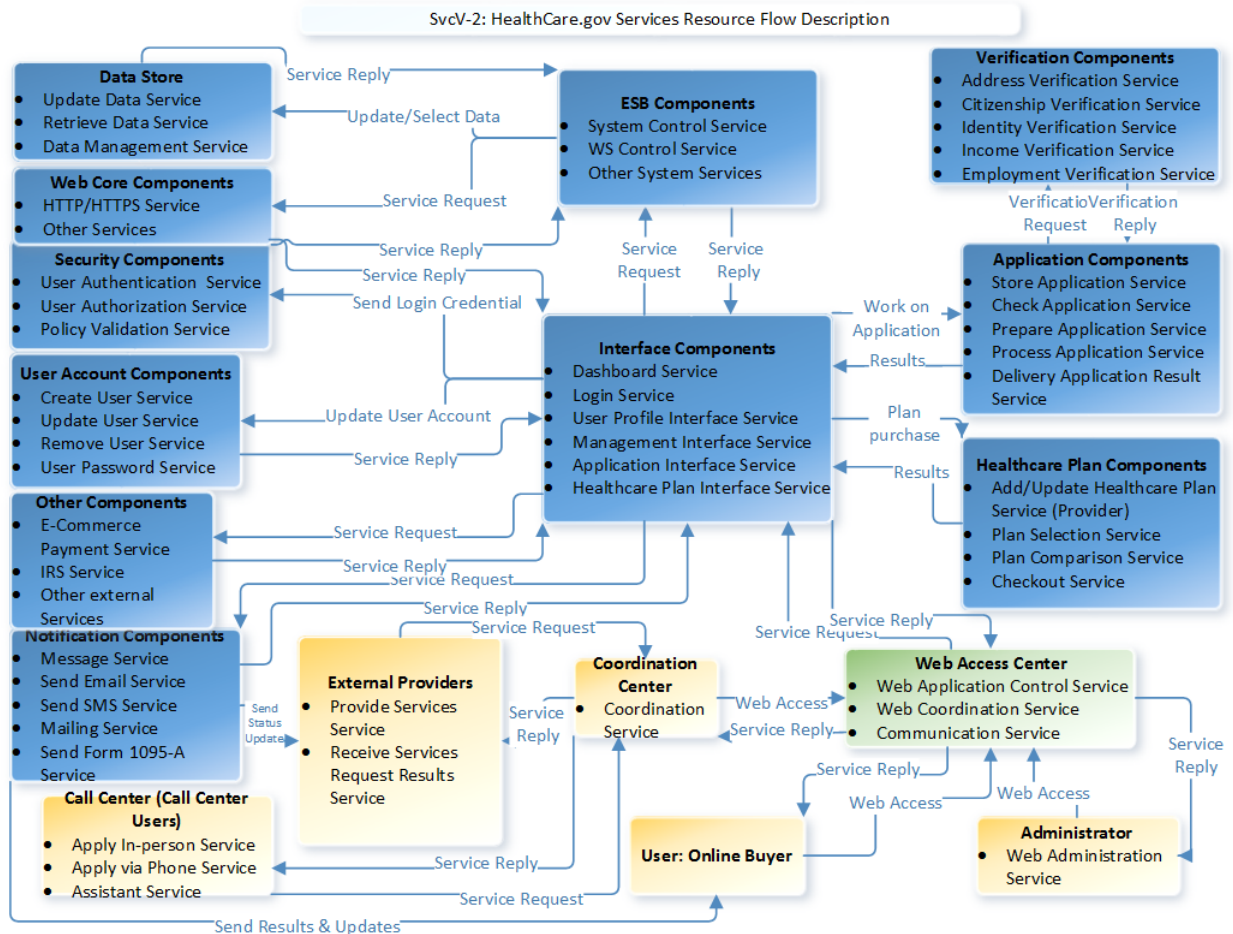 SvcV-2: HealthCare.gov Services Resource Flow Description
Data Store
Update Data Service
Retrieve Data Service
Data Management Service
Service Reply
Update/Select Data
Service Request
Service Reply
Service Reply
Send Login Credential
ESB Components
System Control Service
WS Control Service
Other System Services
Verification Components
Address Verification Service
Citizenship Verification Service
Identity Verification Service
Income Verification Service
Employment Verification Service
Web Core Components
HTTP/HTTPS Service
Other Services
Security Components
User Authentication Service
User Authorization Service
Policy Validation Service
Service
Request
Service
Reply
Verificatio
Request
Verification
Reply
Application Components
Store Application Service
Check Application Service
Prepare Application Service
Process Application Service
Delivery Application Result
Service
Work on
Application
Results
Interface Components
Dashboard Service
Login Service
User Profile Interface Service
Management Interface Service
Application Interface Service
Healthcare Plan Interface Service
User Account Components
Create User Service
Update User Service
Remove User Service
User Password Service
Update User Account
Service Reply
Plan
purchase
Results
Healthcare Plan Components
Add/Update Healthcare Plan
Service (Provider)
Plan Selection Service
Plan Comparison Service
Checkout Service
Other Components
E-Commerce
Payment Service
IRS Service
Other external
Services
Service Request
Service Reply
Service Request
Service Reply
Service Request
Service Reply
Service Request
Notification Components
Message Service
Send Email Service
Send SMS Service
Mailing Service
Send Form 1095-A
Service
Send
Status
Update
External Providers
Provide Services
Service
Receive Services
Request Results
Service
Service
Reply
Coordination
Center
Coordination
Service
Web Access
Service Reply
Web Access Center
Web Application Control Service
Web Coordination Service
Communication Service
Service
Reply
Service Reply
Web Access
Web Access
Call Center (Call Center
Users)
Apply In-person Service
Apply via Phone Service
Assistant Service
Service Reply
Service Request
User: Online Buyer
Administrator
Web Administration
Service
Send Results & Updates